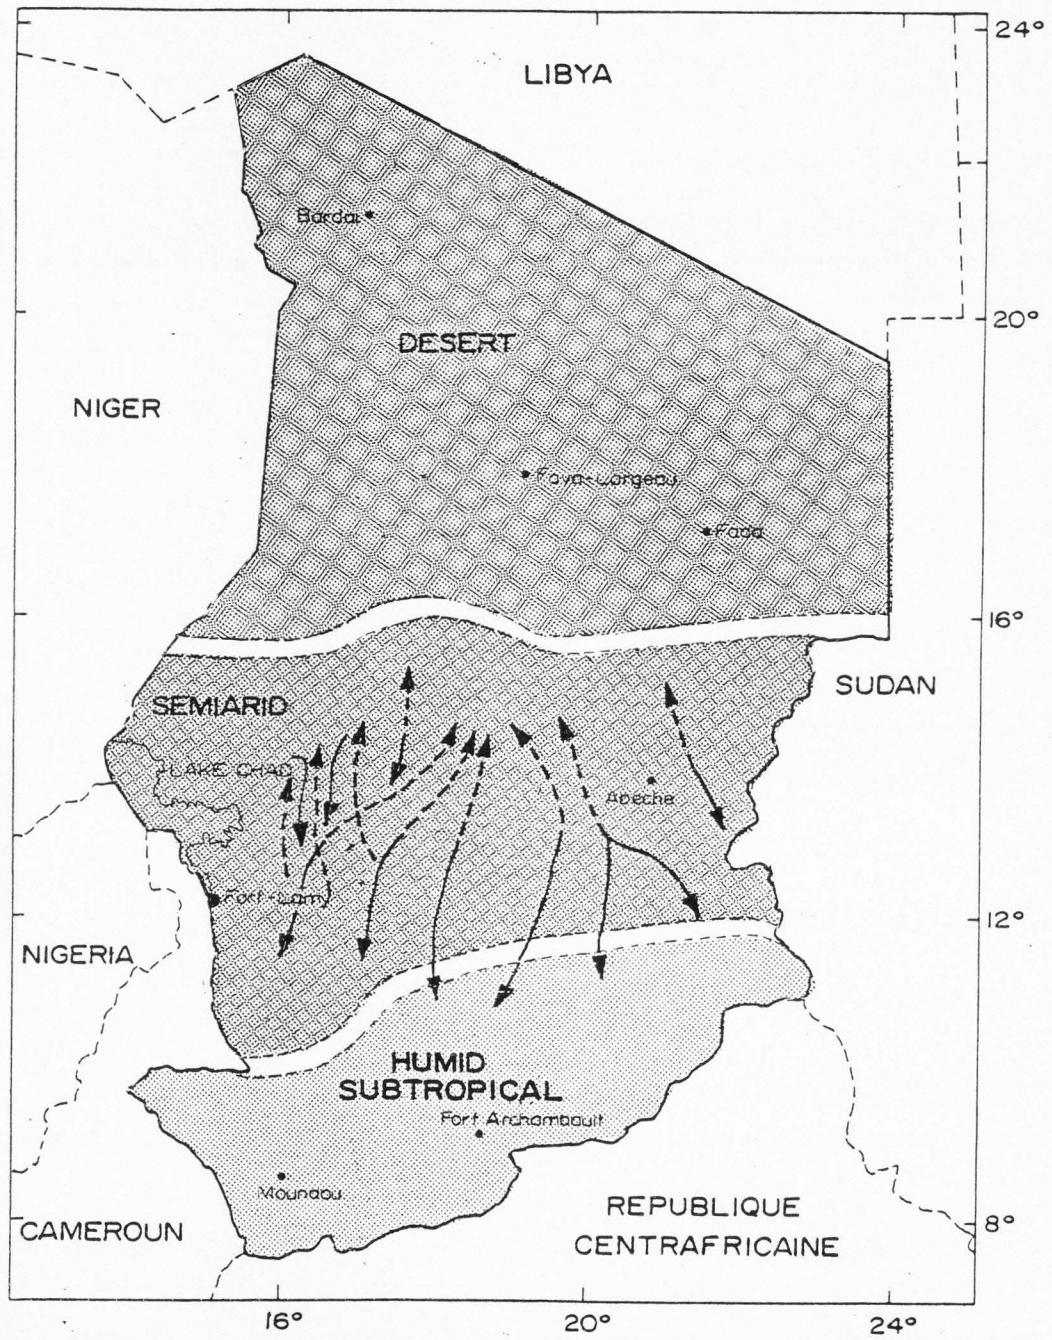 24°
LIBYA
Bardai
20°
DESERT
NIGER
Faya-Largeau
Fada
16°
SUDAN
SEMIARID
LAKE CHAD
Abeche
Fort-Lamy
12°
NIGERIA
HUMID
SUBTROPICAL
Fort Archambault
Moundou
REPUBLIQUE
CENTRAFRICAINE
CAMEROUN
8°
16°
20°
24°